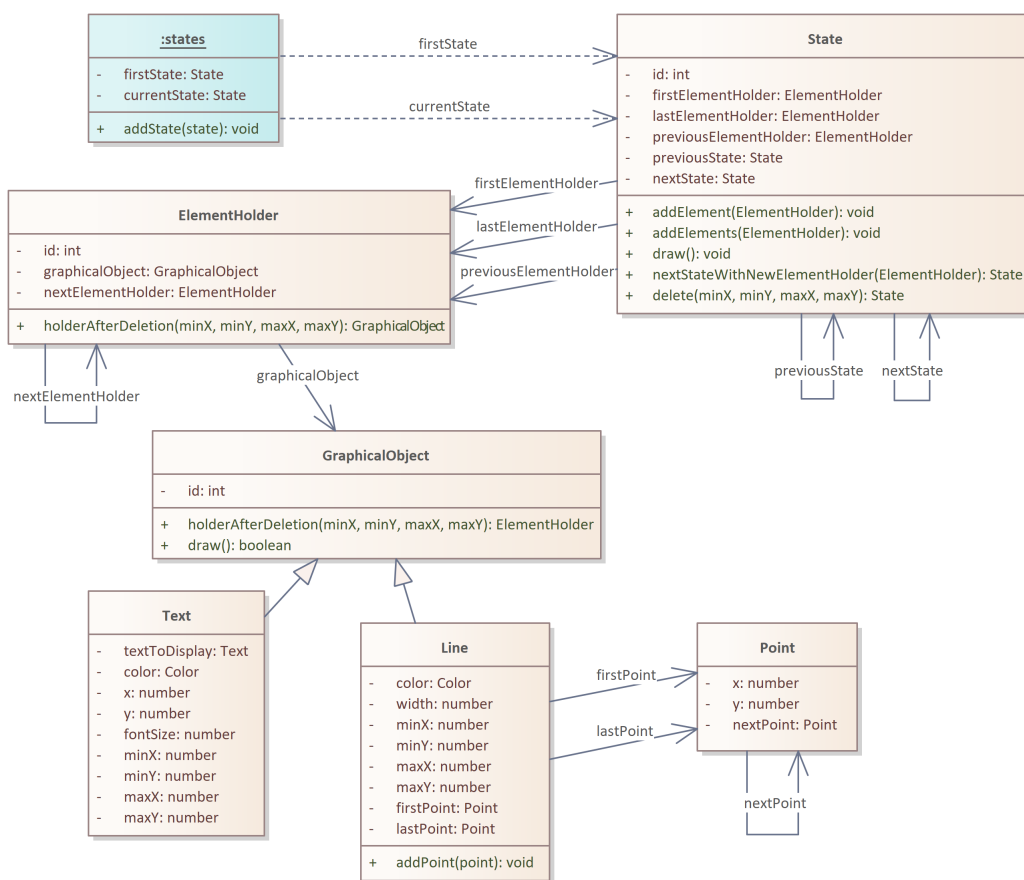 :states
- firstState: State
- currentState: State
+ addState(state): void
firstState
currentState
State
- id: int
- firstElementHolder: ElementHolder
- lastElementHolder: ElementHolder
- previousElementHolder: ElementHolder
- previousState: State
- nextState: State
+ addElement(ElementHolder): void
+ addElements(ElementHolder): void
+ draw(): void
+ nextStateWithNewElementHolder(ElementHolder): State
+ delete(minX, minY, maxX, maxY): State
firstElementHolder
lastElementHolder
previousElementHolder
ElementHolder
- id: int
- graphicalObject: GraphicalObject
- nextElementHolder: ElementHolder
+ holderAfterDeletion(minX, minY, maxX, maxY): GraphicalObject
previousState
nextState
nextElementHolder
graphicalObject
GraphicalObject
- id: int
+ holderAfterDeletion(minX, minY, maxX, maxY): ElementHolder
+ draw(): boolean
Text
- textToDisplay: Text
- color: Color
- x: number
- y: number
- fontSize: number
- minX: number
- minY: number
- maxX: number
- maxY: number
Line
- color: Color
- width: number
- minX: number
- minY: number
- maxX: number
- maxY: number
- firstPoint: Point
- lastPoint: Point
+ addPoint(point): void
firstPoint
lastPoint
Point
- x: number
- y: number
- nextPoint: Point
nextPoint